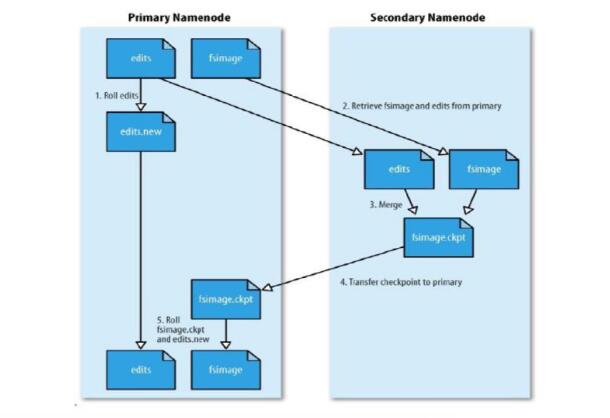 Primary Namenode
Secondary Namenode
edits
fsimage
1. Roll edits
2. Retrieve fsimage and edits from primary
edits.new
edits
fsimage
3. Merge
fsimage.ckpt
4. Transfer checkpoint to primary
fsimage.ckpt
5. Roll
fsimage.ckpt
and edits.new
edits
fsimage